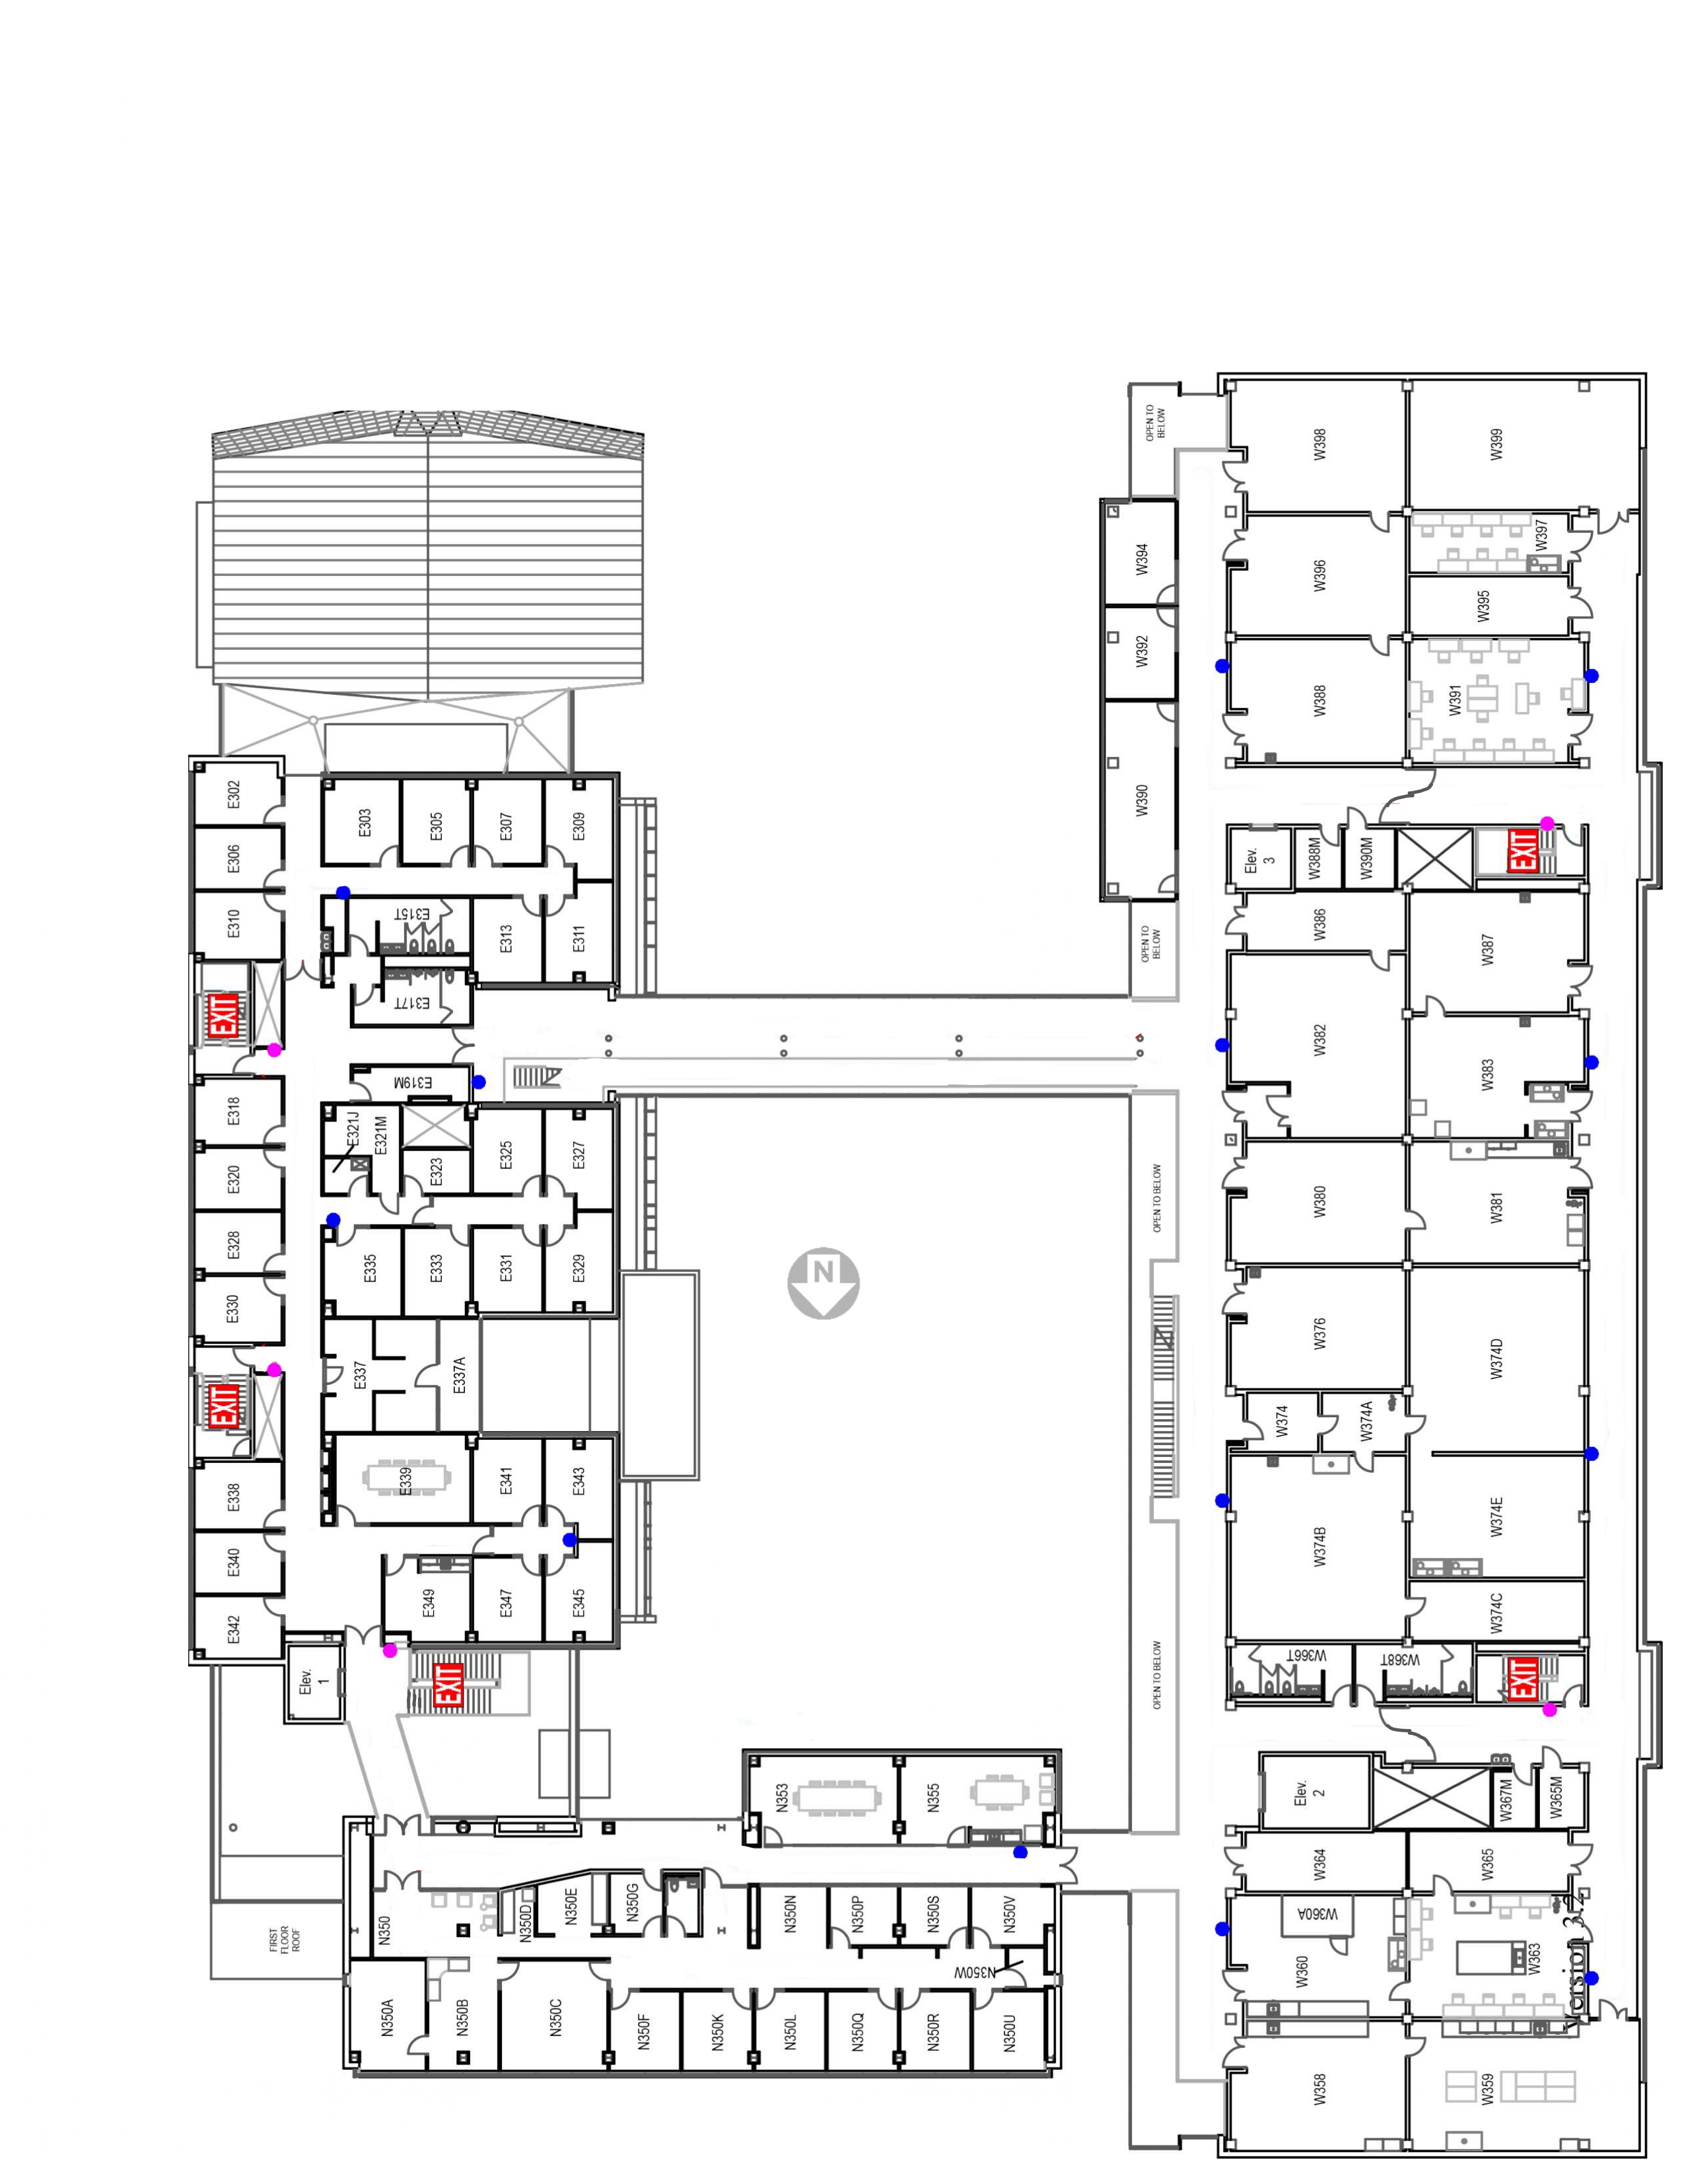 W359
W358
Version 3.2
W363
W360
W360A
W365
W364
W365M
W367M
Elev.
2
EXIT
W368T
W366T
W374C
W374B
W374E
W374A
W374
W374D
W376
W381
W380
W383
W382
W387
W386
EXIT
W390M
W388M
Elev.
3
W391
W388
W395
W396
W397
W399
W398
OPEN TO BELOW
OPEN TO BELOW
OPEN TO
BELOW
W390
W392
W394
OPEN TO
BELOW
N350U
N350R
N350Q
N350L
N350K
N350F
N350C
N350B
N350A
N350W
N350V
N350S
N350P
N350N
N350G
N350E
N350D
N350
N355
N353
FIRST
FLOOR
ROOF
EXIT
Elev.
1
N
E345
E347
E349
E342
E340
E343
E341
E339
E338
EXIT
E337A
E337
E330
E329
E331
E333
E335
E328
E327
E325
E323
E321M
E321J
E320
E318
E319M
EXIT
E317T
E315T
E311
E313
E310
E309
E307
E305
E303
E306
E302